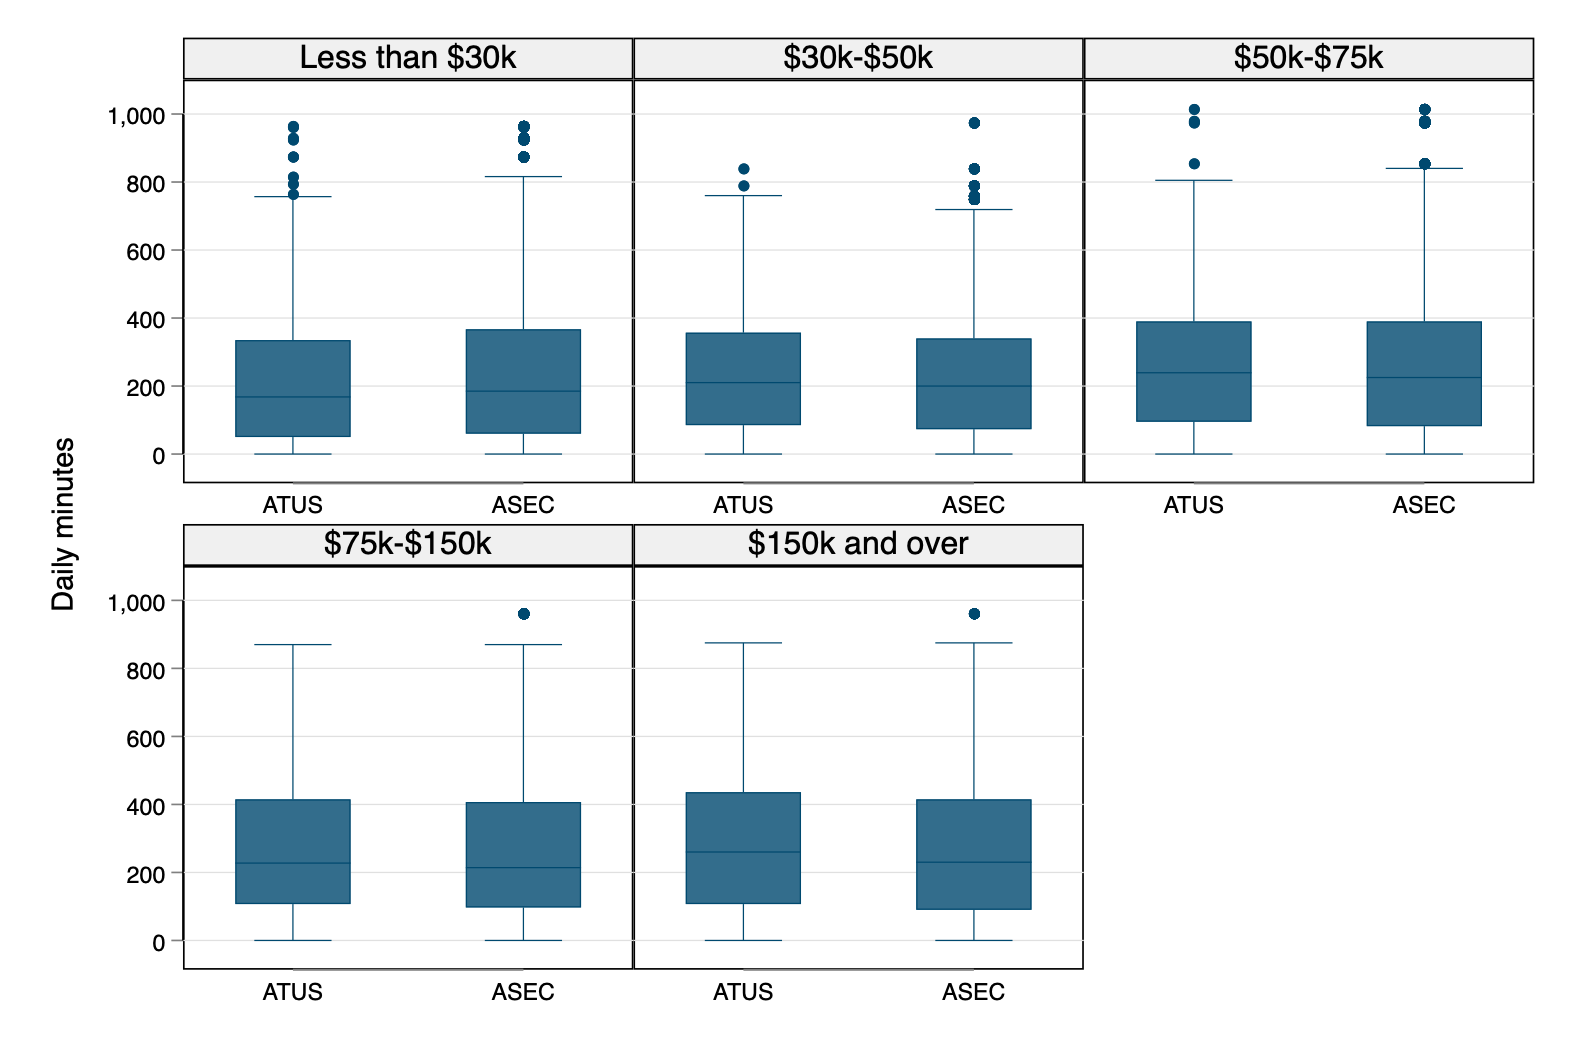 Less than $30k
$30k-$50k
$50k-$75k
1,000
800
600
400
200
0
ATUS
ASEC
ATUS
ASEC
ATUS
ASEC
Daily minutes
$75k-$150k
$150k and over
1,000
800
600
400
200
0
ATUS
ASEC
ATUS
ASEC